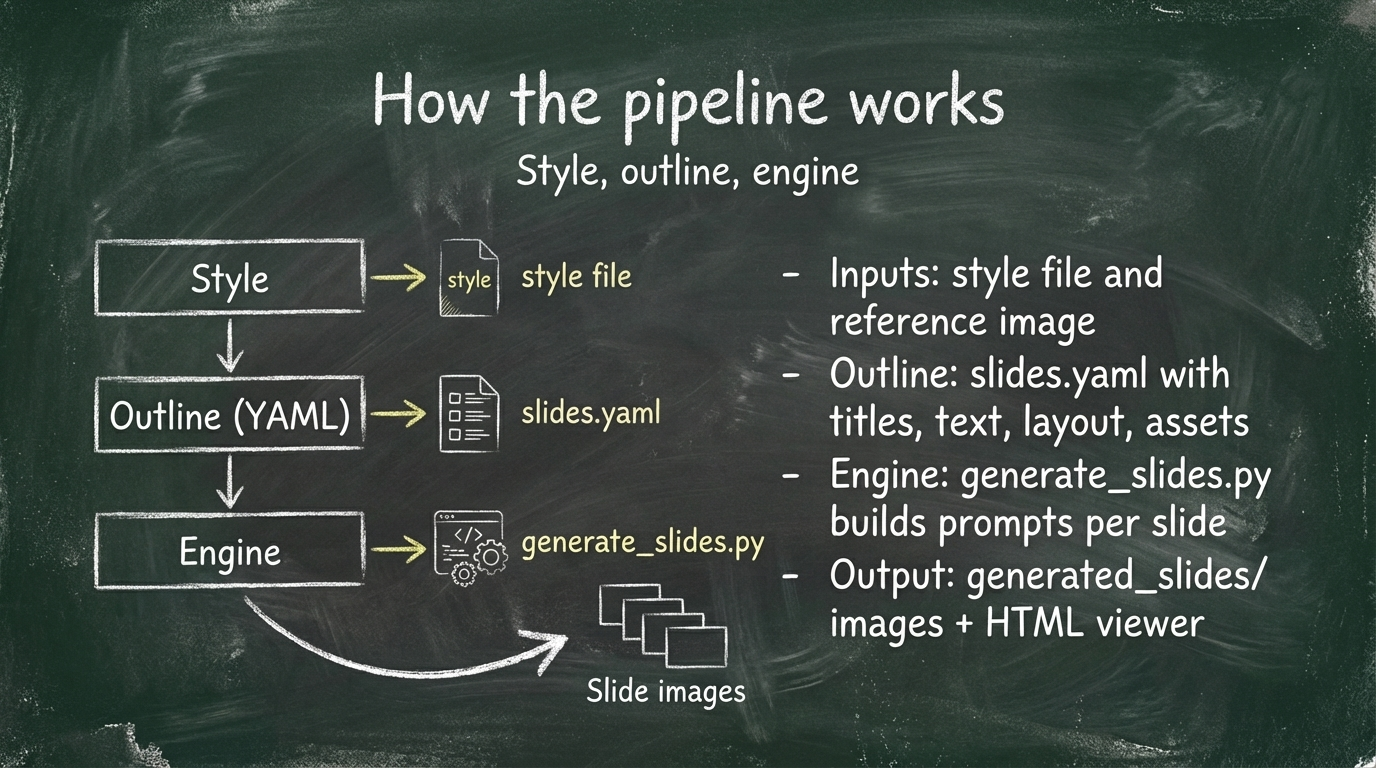 How the pipeline works
Style, outline, engine
Style
style
style file
Outline (YAML)
slides.yaml
Engine
</>
generate_slides.py
Slide images
- Inputs: style file and
reference image
- Outline: slides.yaml with
titles, text, layout, assets
- Engine: generate_slides.py
builds prompts per slide
- Output: generated_slides/
images + HTML viewer